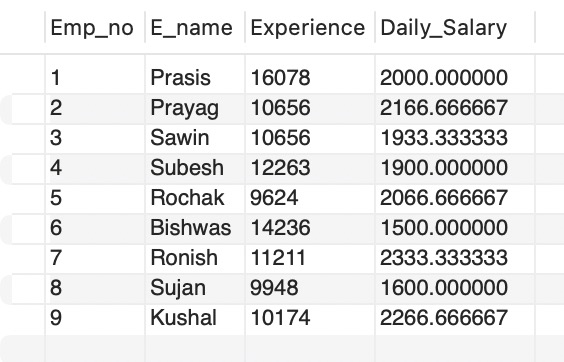 Emp_no E_name Experience Daily_Salary
1 Prasis 16078 2000.000000
2 Prayag 10656 2166.666667
3 Sawin 10656 1933.333333
4 Subesh 12263 1900.000000
5 Rochak 9624 2066.666667
6 Bishwas 14236 1500.000000
7 Ronish 11211 2333.333333
8 Sujan 9948 1600.000000
9 Kushal 10174 2266.666667